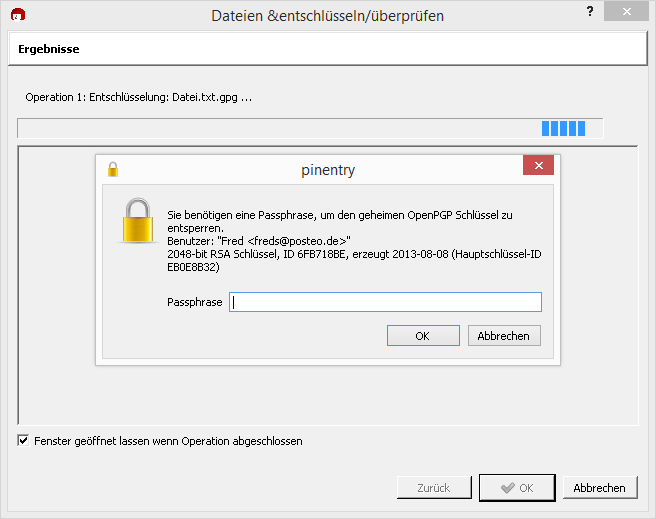 Dateien &entschlüsseln/überprüfen
?
Ergebnisse
Operation 1: Entschlüsselung: Datei.txt.gpg ...
pinentry
Sie benötigen eine Passphrase, um den geheimen OpenPGP Schlüssel zu
entsperren.
Benutzer: "Fred <freds@posteo.de>"
2048-bit RSA Schlüssel, ID 6FB718BE, erzeugt 2013-08-08 (Hauptschlüssel-ID
EB0E8B32)
Passphrase
OK
Abbrechen
Fenster geöffnet lassen wenn Operation abgeschlossen
Zurück
OK
Abbrechen